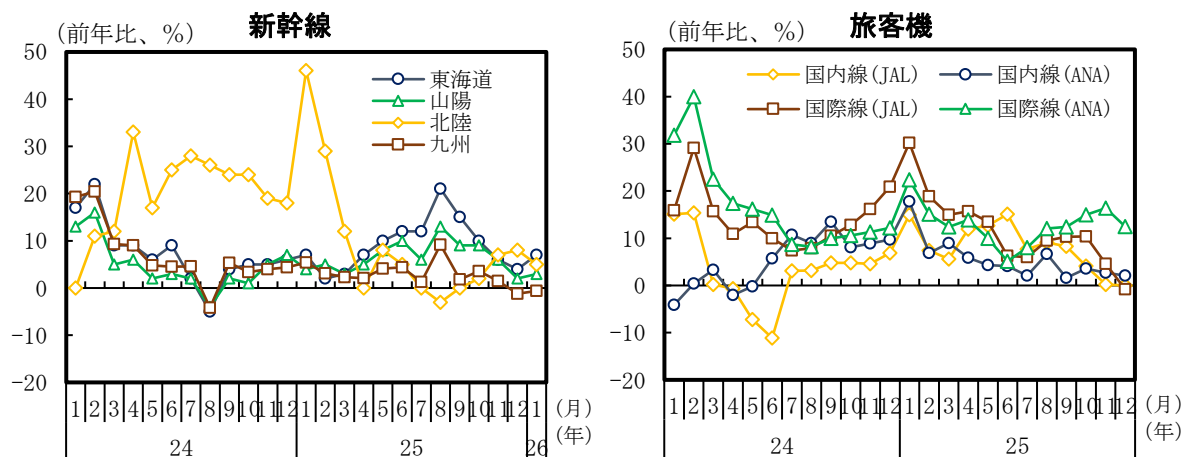 新幹線
(前年比、%)
50
40
30
20
10
0
−10
−20
東海道
山陽
北陸
九州
1 2 3 4 5 6 7 8 9 10 11 12 1 2 3 4 5 6 7 8 9 10 11 12 1 (月)
24 25 26 (年)
旅客機
(前年比、%)
50
40
30
20
10
0
−10
−20
国内線(JAL) 国内線(ANA)
国際線(JAL) 国際線(ANA)
1 2 3 4 5 6 7 8 9 10 11 12 1 2 3 4 5 6 7 8 9 10 11 12 (月)
24 25 (年)